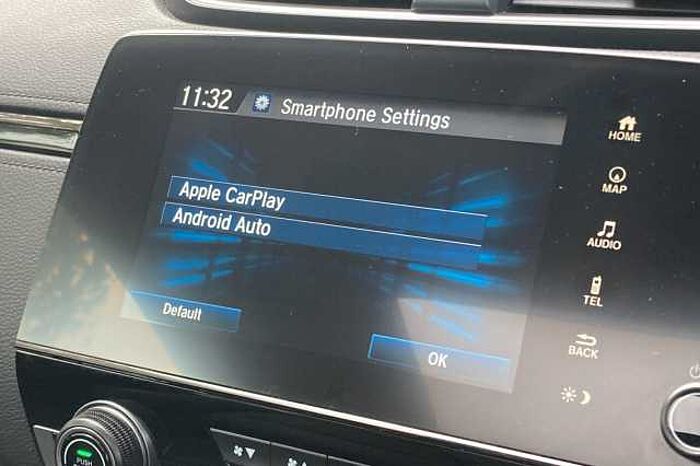 11:32 Smartphone Settings
HOME
MAP
Apple CarPlay
Android Auto
AUDIO
TEL
Default
OK
BACK
PUSH